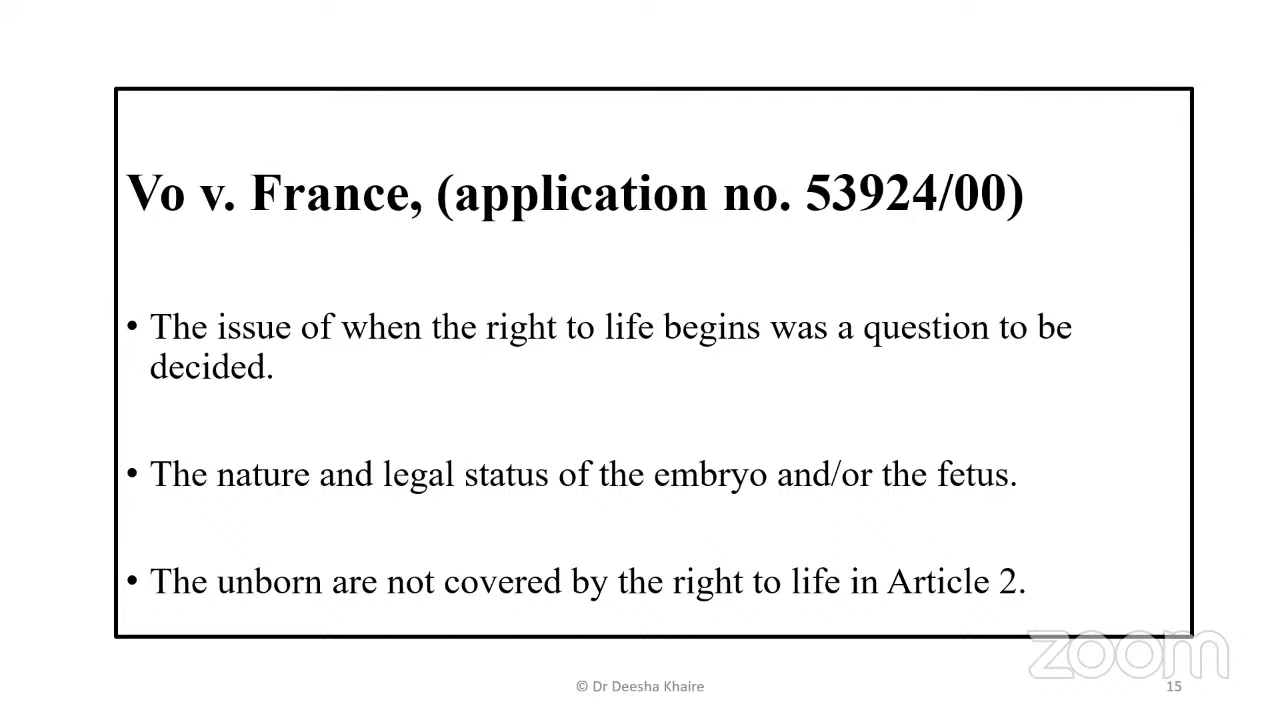 Vo v. France, (application no. 53924/00)
• The issue of when the right to life begins was a question to be
decided.
• The nature and legal status of the embryo and/or the fetus.
• The unborn are not covered by the right to life in Article 2.
zoom
© Dr Deesha Khaire
15